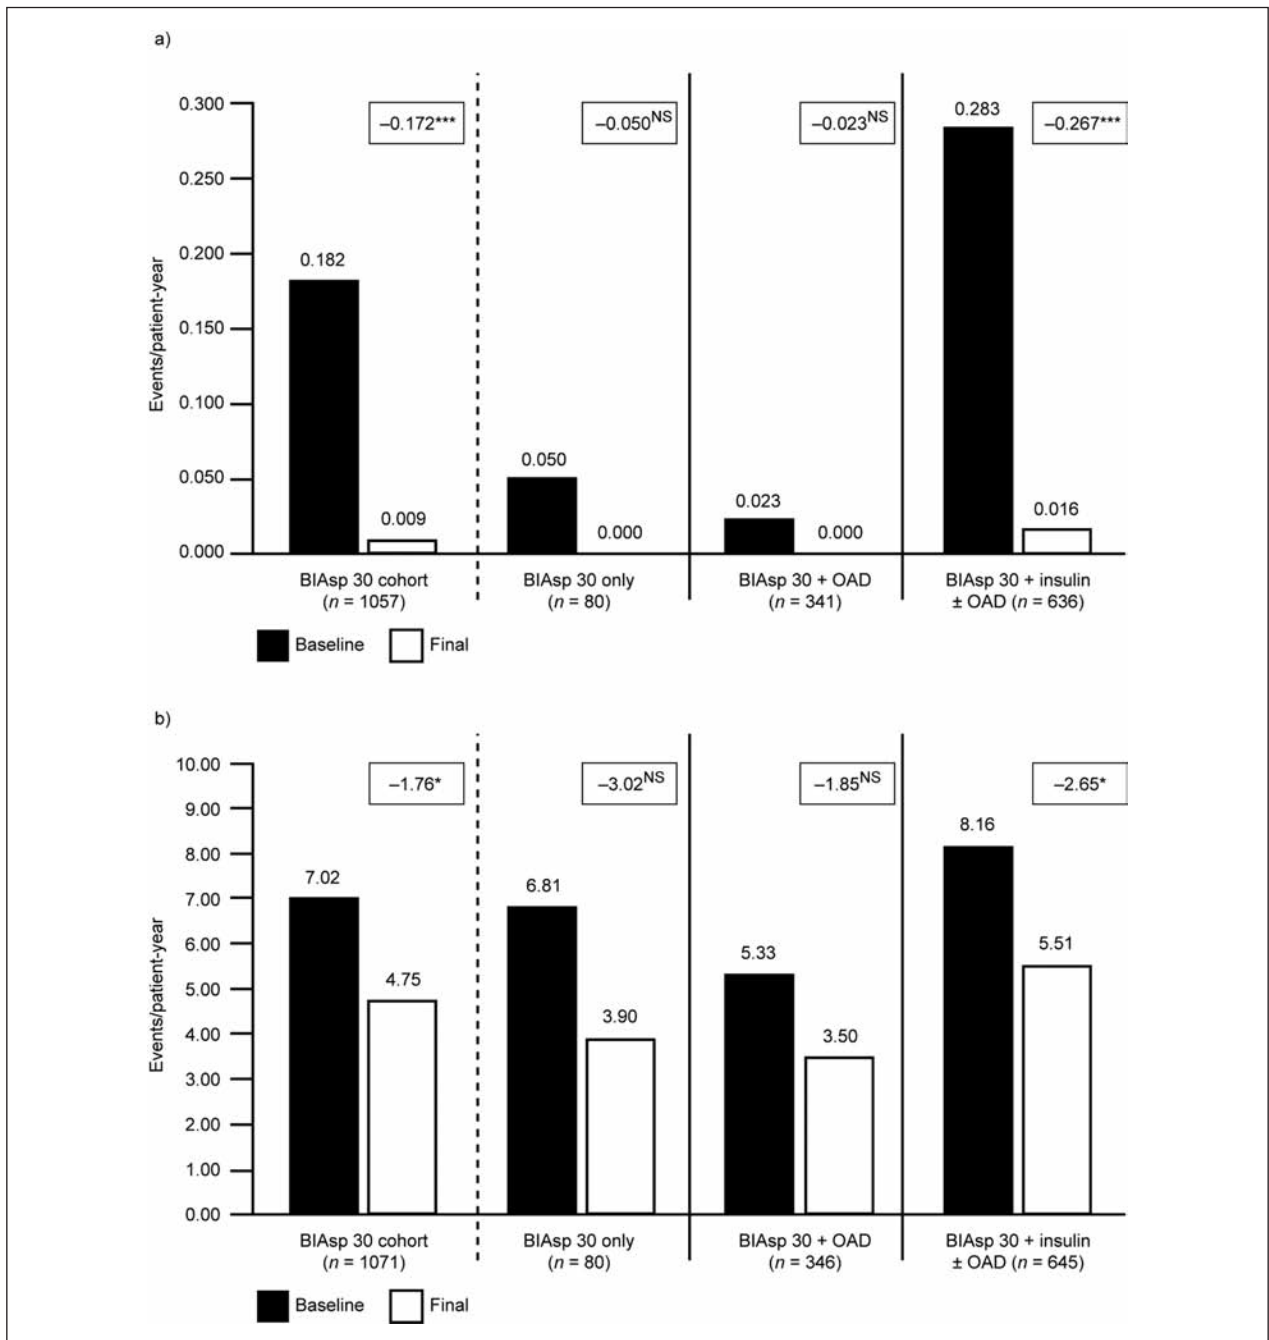 a)
Events/patient-year
0.300
0.250
0.200
0.150
0.100
0.050
0.000
–0.172***
–0.050NS
–0.023NS
–0.267***
0.182
0.009
0.050
0.000
0.023
0.000
0.283
0.016
BIAsp 30 cohort
(n = 1057)
BIAsp 30 only
(n = 80)
BIAsp 30 + OAD
(n = 341)
BIAsp 30 + insulin
± OAD (n = 636)
Baseline
Final
b)
Events/patient-year
10.00
9.00
8.00
7.00
6.00
5.00
4.00
3.00
2.00
1.00
0.00
–1.76*
–3.02NS
–1.85NS
–2.65*
7.02
4.75
6.81
3.90
5.33
3.50
8.16
5.51
BIAsp 30 cohort
(n = 1071)
BIAsp 30 only
(n = 80)
BIAsp 30 + OAD
(n = 346)
BIAsp 30 + insulin
± OAD (n = 645)
Baseline
Final